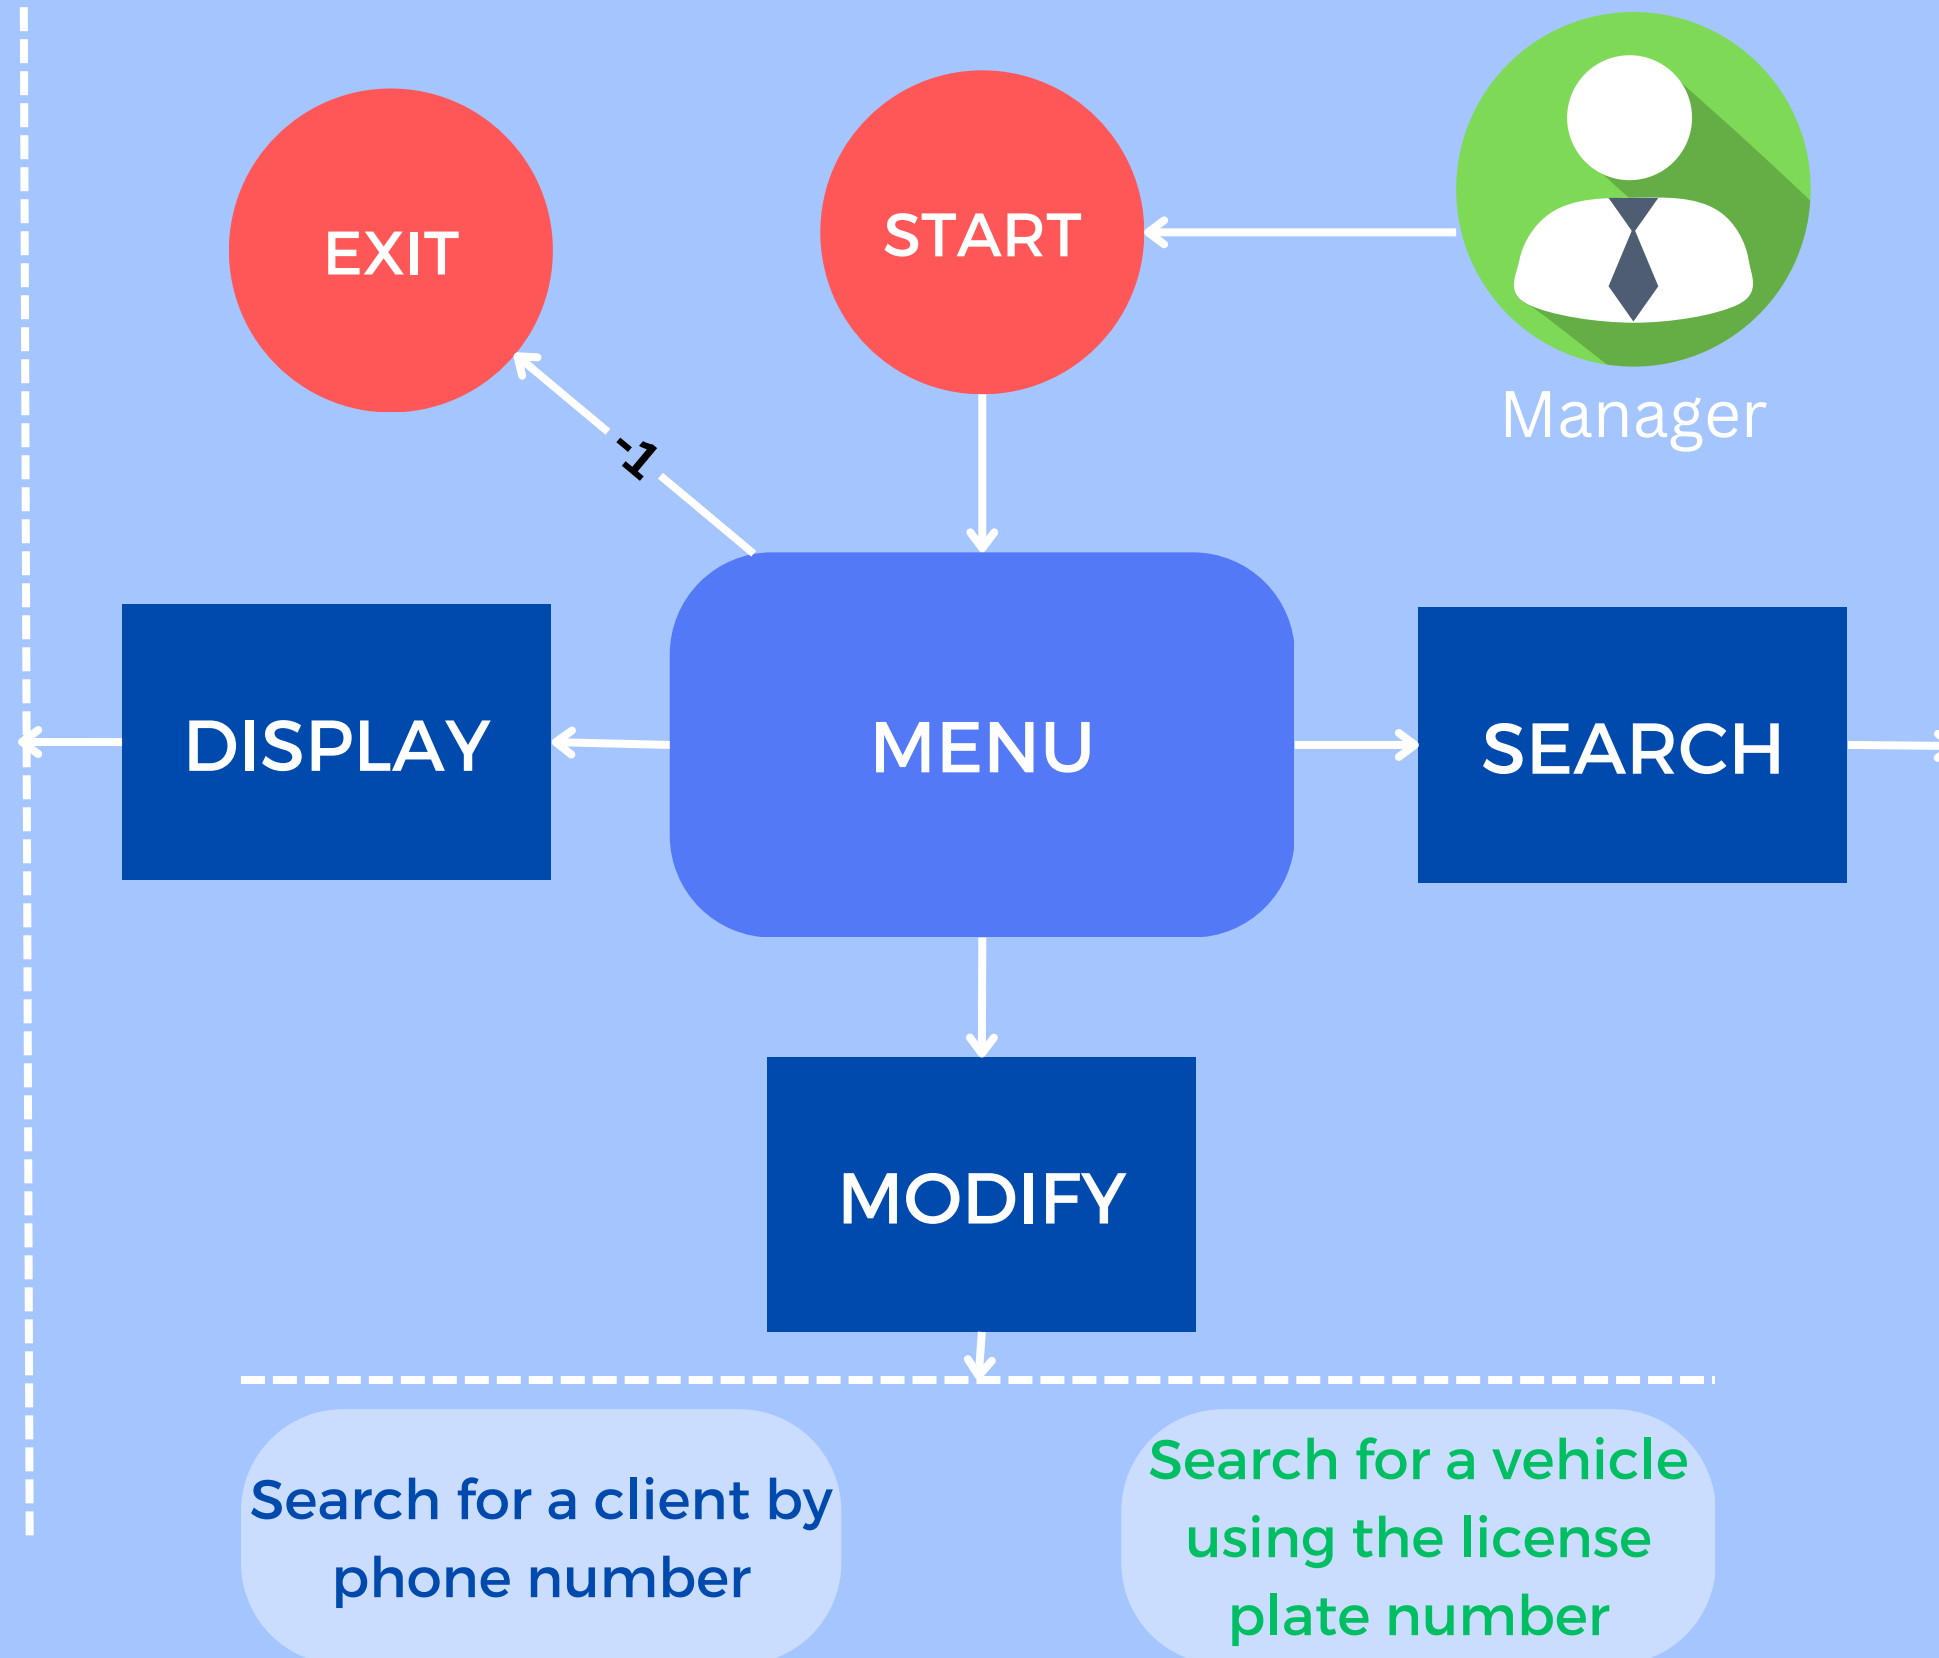 EXIT
START
Manager
-1
DISPLAY
MENU
SEARCH
MODIFY
Search for a client by
phone number
Search for a vehicle
using the license
plate number